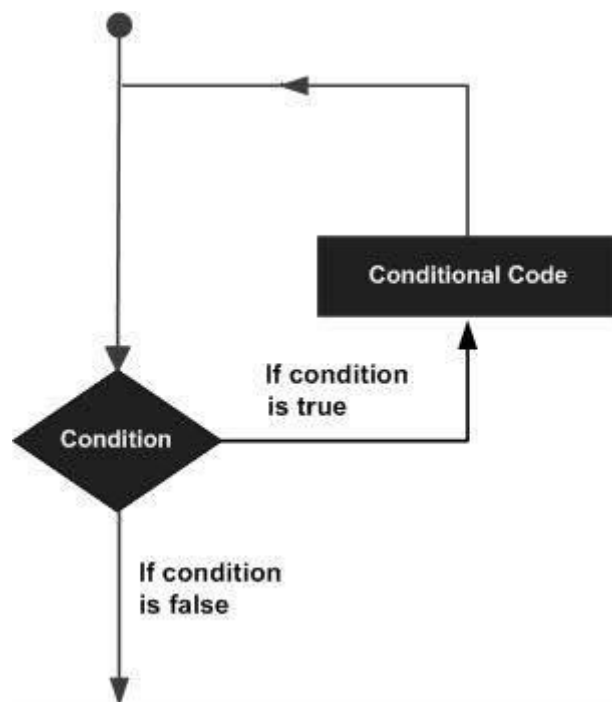 Conditional Code
If condition
is true
Condition
If condition
is false